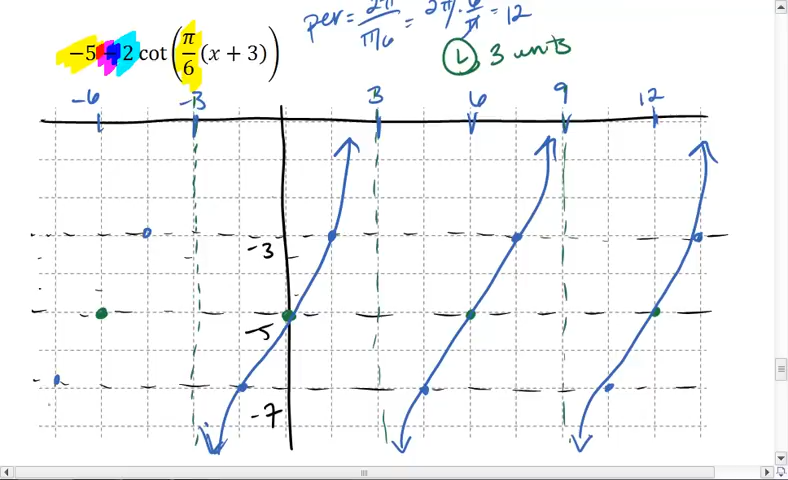 per = 2π/π/6 = 2π · 6/π = 12
−5 − 2 cot(π/6 (x + 3))
L 3 units
-6 -3 3 6 9 12
-3
-5
-7